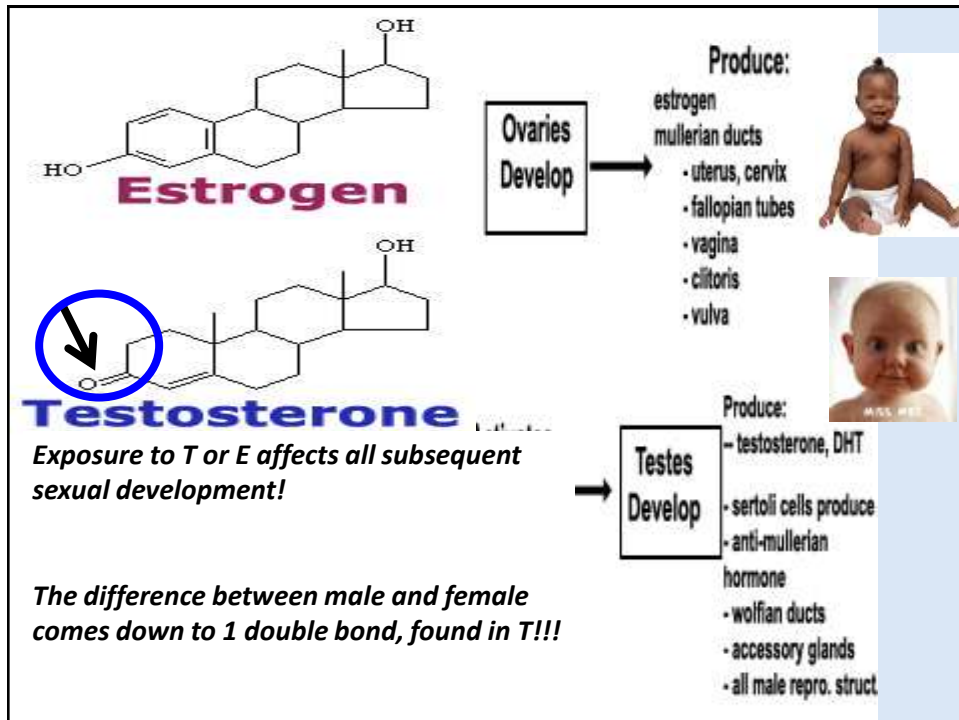 OH
HO
Estrogen
OH
O
Testosterone
Exposure to T or E affects all subsequent
sexual development!
The difference between male and female
comes down to 1 double bond, found in T!!!
Ovaries
Develop
Produce:
estrogen
mullerian ducts
- uterus, cervix
- fallopian tubes
- vagina
- clitoris
- vulva
Testes
Develop
Produce:
– testosterone, DHT
- sertoli cells produce
- anti-mullerian
hormone
- wolfian ducts
- accessory glands
- all male repro. struct.